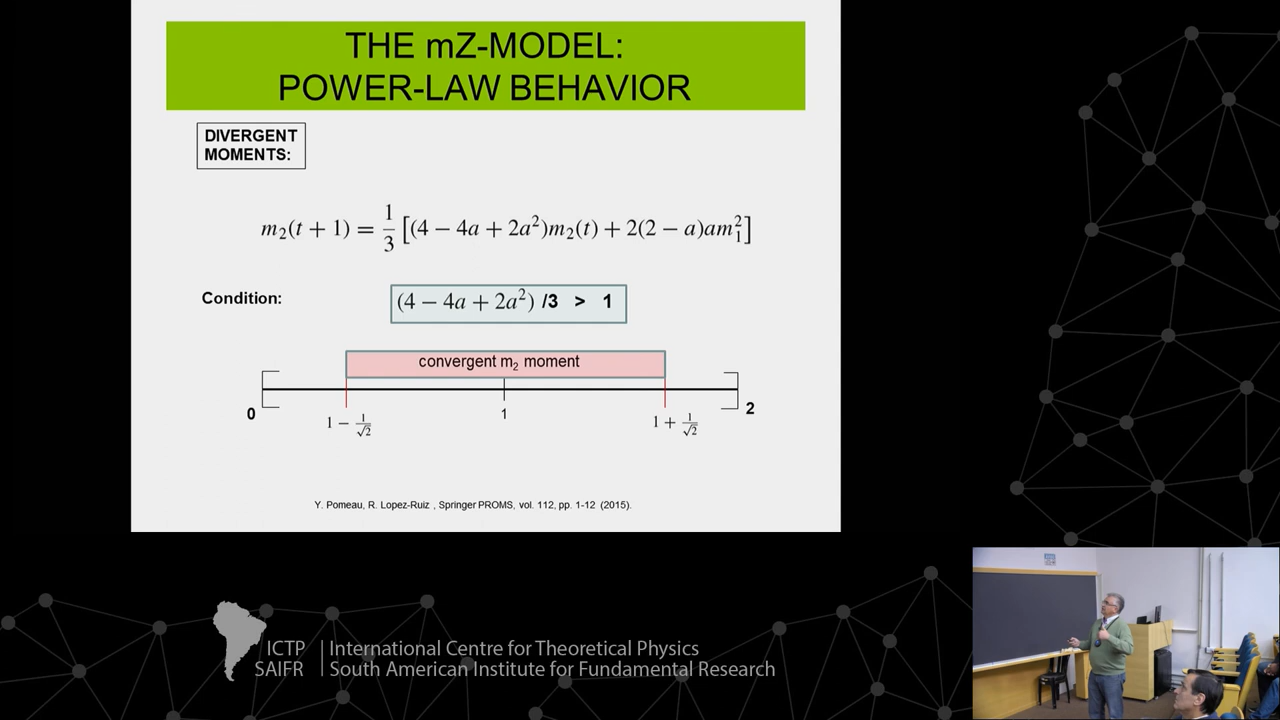 THE mZ-MODEL:
POWER-LAW BEHAVIOR
DIVERGENT
MOMENTS:
m₂(t + 1) = 1/3 [(4 − 4a + 2a²)m₂(t) + 2(2 − a)am₁²]
Condition:
(4 − 4a + 2a²) /3 > 1
convergent m₂ moment
0
1 − 1/√2
1
1 + 1/√2
2
Y. Pomeau, R. Lopez-Ruiz , Springer PROMS, vol. 112, pp. 1-12 (2015).
ICTP
SAIFR
International Centre for Theoretical Physics
South American Institute for Fundamental Research